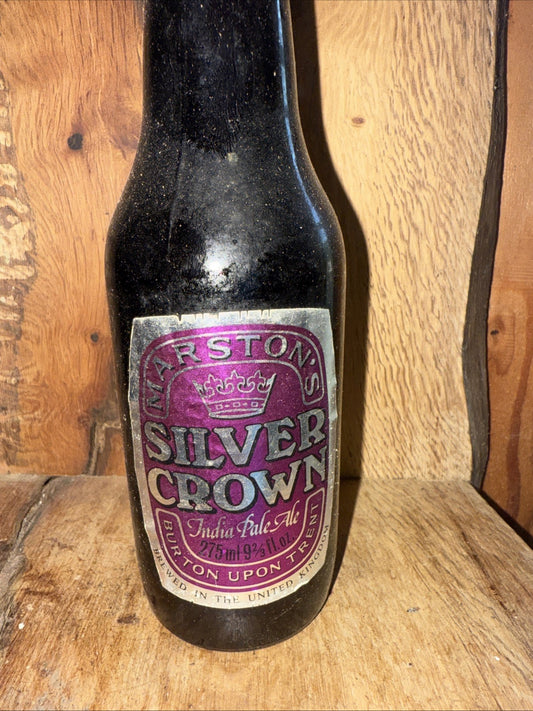 MARSTON'S
SILVER
CROWN
India Pale Ale
275ml 9⅔ fl.oz.
BURTON UPON TRENT
BREWED IN THE UNITED KINGDOM